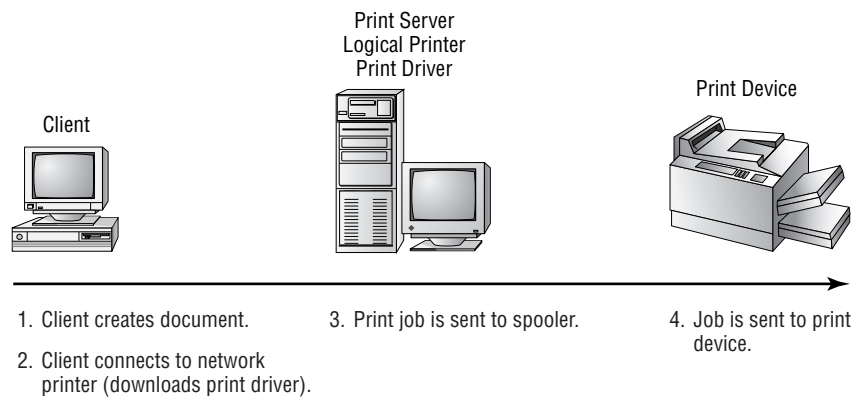 Print Server
Logical Printer
Print Driver
Print Device
Client
1. Client creates document.
2. Client connects to network
printer (downloads print driver).
3. Print job is sent to spooler.
4. Job is sent to print
device.